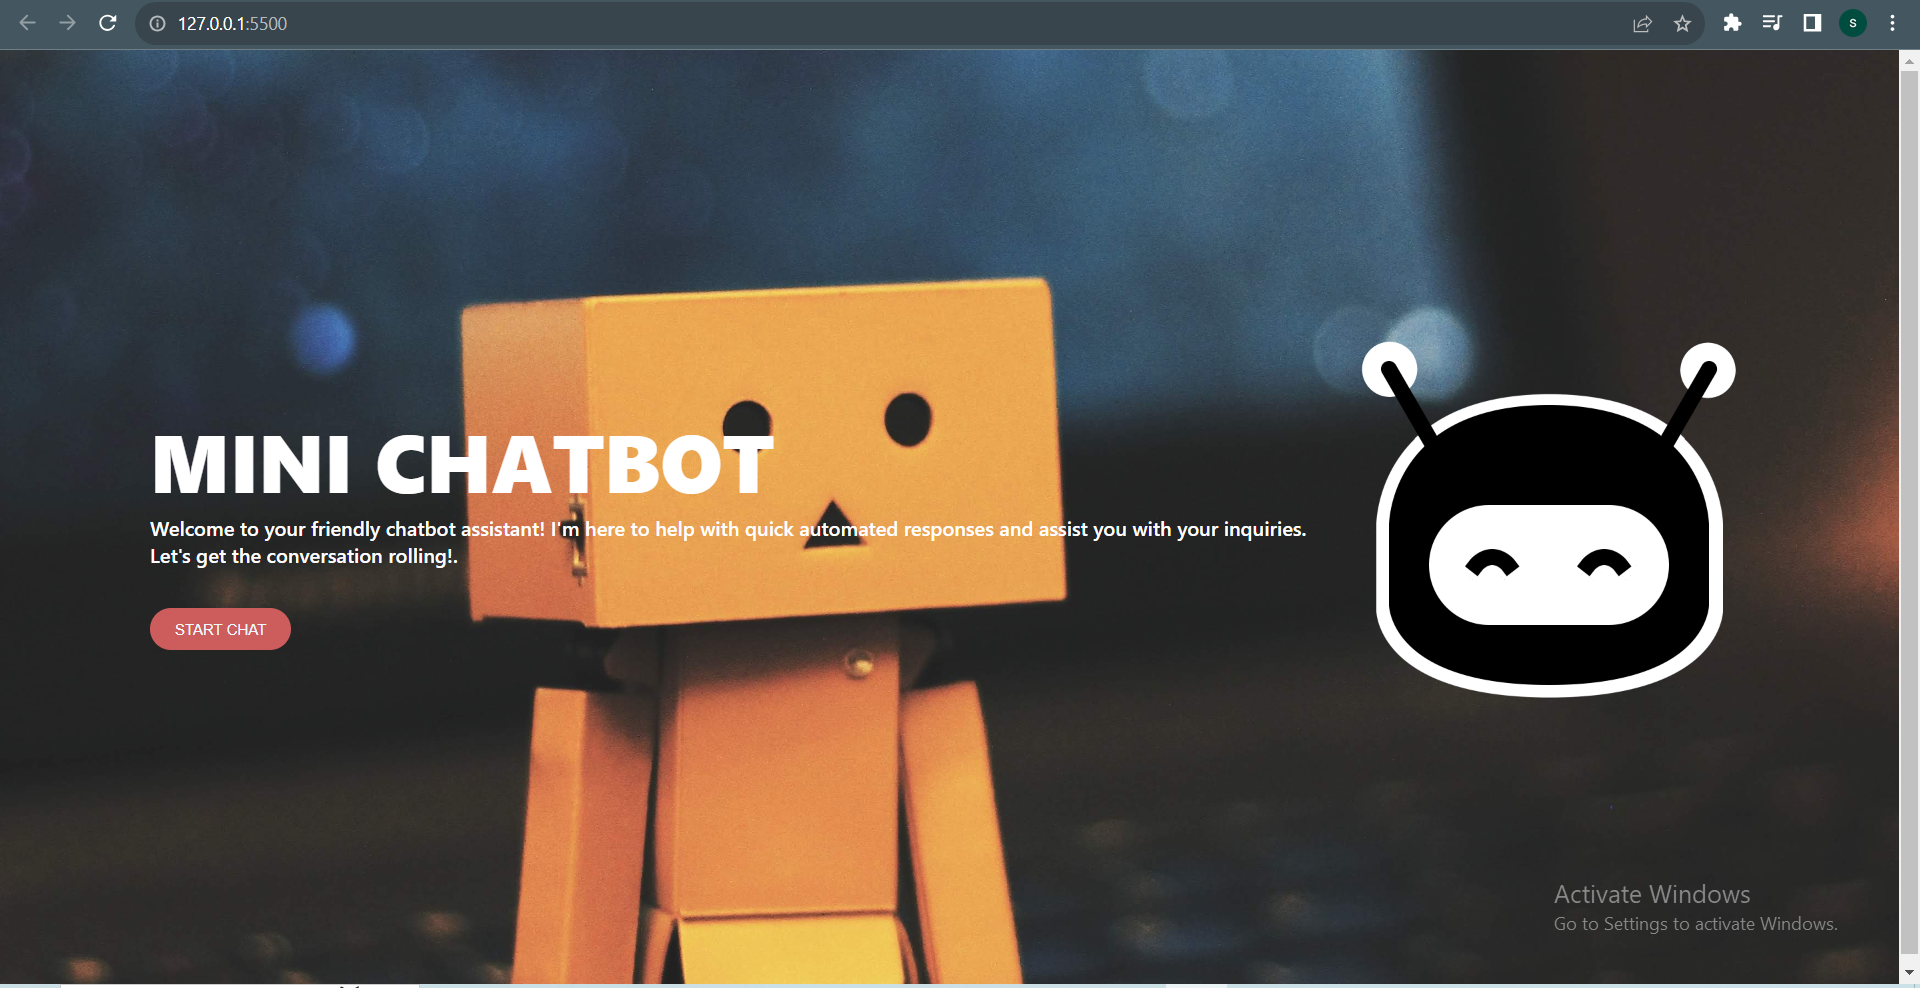 127.0.0.1:5500
S
MINI CHATBOT
Welcome to your friendly chatbot assistant! I'm here to help with quick automated responses and assist you with your inquiries.
Let's get the conversation rolling!.
START CHAT
Activate Windows
Go to Settings to activate Windows.